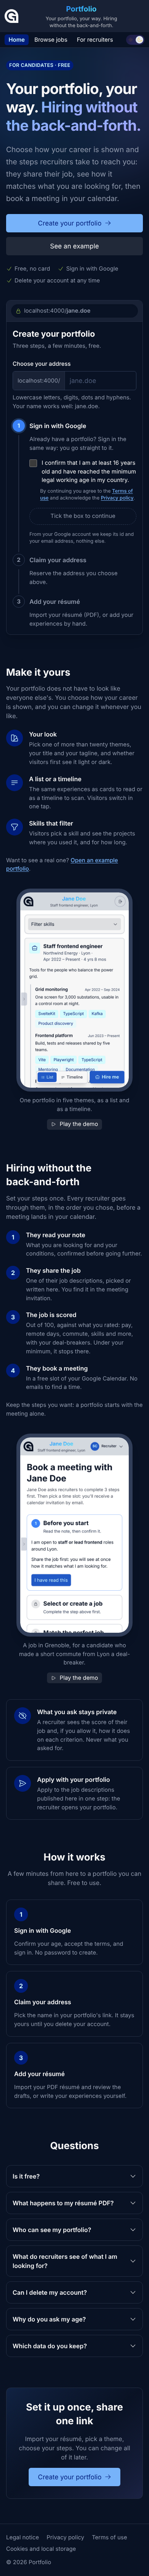 Portfolio
Your portfolio, your way. Hiring
without the back-and-forth.
Home
Browse jobs
For recruiters
FOR CANDIDATES · FREE
Your portfolio, your
way. Hiring without
the back-and-forth.
Choose how your career is shown, and
the steps recruiters take to reach you:
they share the job, see how it
matches what you are looking for, then
book a meeting in your calendar.
Create your portfolio →
See an example
Free, no card
Sign in with Google
Delete your account at any time
localhost:4000/jane.doe
Create your portfolio
Three steps, a few minutes, free.
Choose your address
localhost:4000/
jane.doe
Lowercase letters, digits, dots and hyphens.
Your name works well: jane.doe.
1
Sign in with Google
Already have a portfolio? Sign in the
same way: you go straight to it.
I confirm that I am at least 16 years
old and have reached the minimum
legal working age in my country.
By continuing you agree to the Terms of
use and acknowledge the Privacy policy.
Tick the box to continue
From your Google account we keep its id and
your email address, nothing else.
2
Claim your address
Reserve the address you choose
above.
3
Add your résumé
Import your résumé (PDF), or add your
experiences by hand.
Make it yours
Your portfolio does not have to look like
everyone else's. You choose how your career
is shown, and you can change it whenever you
like.
Your look
Pick one of more than twenty themes,
your title and your tagline, and whether
visitors first see it light or dark.
A list or a timeline
The same experiences as cards to read or
as a timeline to scan. Visitors switch in
one tap.
Skills that filter
Visitors pick a skill and see the projects
where you used it, and for how long.
Want to see a real one? Open an example
portfolio.
Jane Doe
Staff frontend engineer, Lyon
Filter skills
Staff frontend engineer
Northwind Energy · Lyon
Apr 2022 – Present · 4 yrs 6 mos
Tools for the people who balance the power
grid.
Grid monitoring
Apr 2022 – Sep 2024
One screen for 3,000 substations, usable in
a control room at night.
SvelteKit
TypeScript
Kafka
Product discovery
Frontend platform
Jun 2023 – Present
Build, tests and releases shared by five
teams.
Vite
Playwright
TypeScript
Mentoring
Documentation
List
Timeline
Hire me
One portfolio in five themes, as a list and
as a timeline.
Play the demo
Hiring without the
back-and-forth
Set your steps once. Every recruiter goes
through them, in the order you chose, before a
meeting lands in your calendar.
1
They read your note
What you are looking for and your
conditions, confirmed before going further.
2
They share the job
One of their job descriptions, picked or
written here. You find it in the meeting
invitation.
3
The job is scored
Out of 100, against what you rated: pay,
remote days, commute, skills and more,
with your deal-breakers. Under your
minimum, it stops there.
4
They book a meeting
In a free slot of your Google Calendar. No
emails to find a time.
Keep the steps you want: a portfolio starts with the
meeting alone.
Jane Doe
Staff frontend engineer, Lyon
Recruiter
Book a meeting with
Jane Doe
Jane Doe asks recruiters to complete 3 steps
first. Then pick a time slot: you'll receive a
calendar invitation by email.
1
Before you start
Read the note, then confirm it.
I am open to staff or lead frontend roles
around Lyon.
Share the job first: you will see at once
how it matches what I look for.
I have read this
Select or create a job
Complete the step above first.
Match the perfect job
A job in Grenoble, for a candidate who
made a short commute from Lyon a deal-
breaker.
Play the demo
What you ask stays private
A recruiter sees the score of their
job and, if you allow it, how it does
on each criterion. Never what you
asked for.
Apply with your portfolio
Apply to the job descriptions
published here in one step: the
recruiter opens your portfolio.
How it works
A few minutes from here to a portfolio you can
share. Free to use.
1
Sign in with Google
Confirm your age, accept the terms, and
sign in. No password to create.
2
Claim your address
Pick the name in your portfolio's link. It stays
yours until you delete your account.
3
Add your résumé
Import your PDF résumé and review the
drafts, or write your experiences yourself.
Questions
Is it free?
What happens to my résumé PDF?
Who can see my portfolio?
What do recruiters see of what I am
looking for?
Can I delete my account?
Why do you ask my age?
Which data do you keep?
Set it up once, share
one link
Import your résumé, pick a theme,
choose your steps. You can change all
of it later.
Create your portfolio →
Legal notice
Privacy policy
Terms of use
Cookies and local storage
© 2026 Portfolio